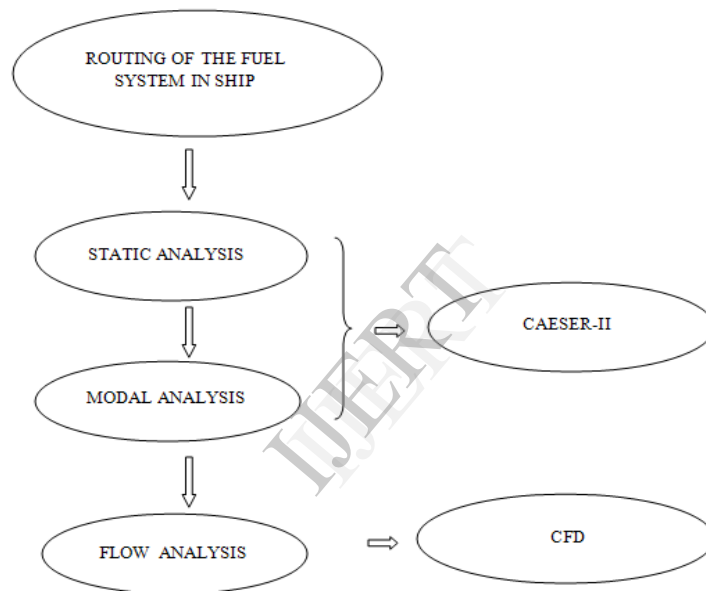 ROUTING OF THE FUEL
SYSTEM IN SHIP
STATIC ANALYSIS
CAESER-II
MODAL ANALYSIS
IJERT
FLOW ANALYSIS
CFD